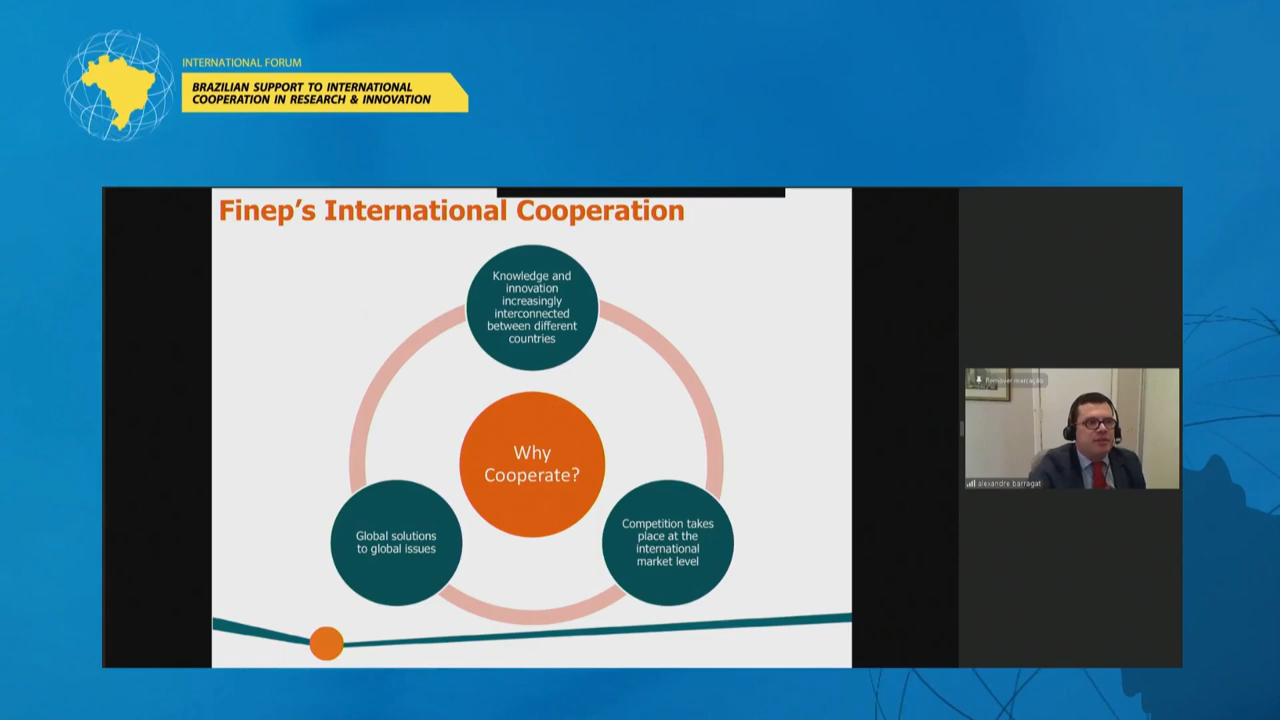 INTERNATIONAL FORUM
BRAZILIAN SUPPORT TO INTERNATIONAL
COOPERATION IN RESEARCH & INNOVATION
Finep's International Cooperation
Knowledge and
innovation
increasingly
interconnected
between different
countries
Why
Cooperate?
Global solutions
to global issues
Competition takes
place at the
international
market level
Remover marcação
alexandre barragat